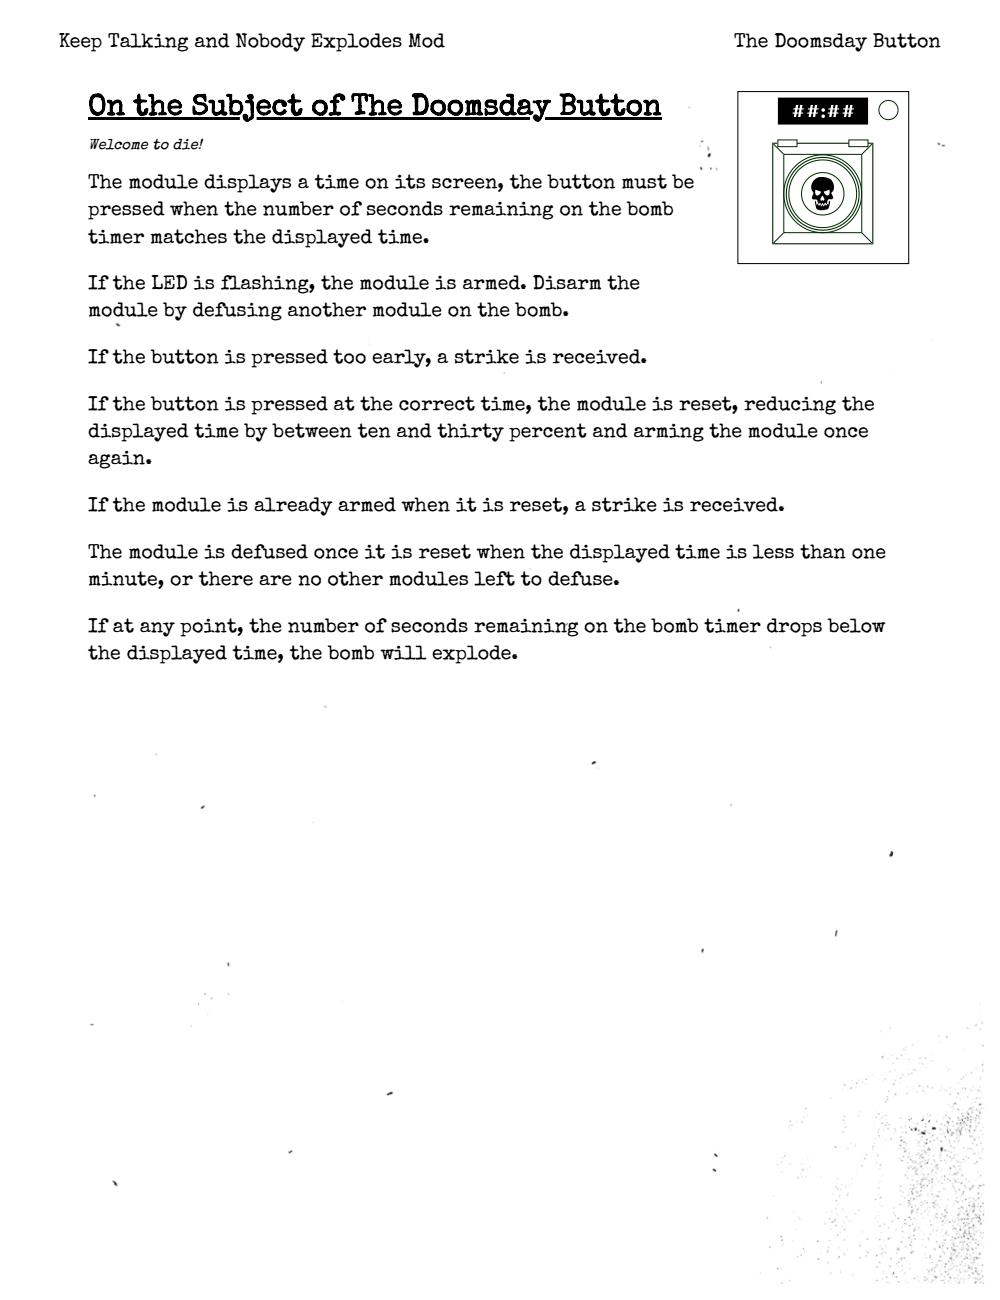 Keep Talking and Nobody Explodes Mod
The Doomsday Button
On the Subject of The Doomsday Button
##:##
Welcome to die!
The module displays a time on its screen, the button must be
pressed when the number of seconds remaining on the bomb
timer matches the displayed time.
If the LED is flashing, the module is armed. Disarm the
module by defusing another module on the bomb.
If the button is pressed too early, a strike is received.
If the button is pressed at the correct time, the module is reset, reducing the
displayed time by between ten and thirty percent and arming the module once
again.
If the module is already armed when it is reset, a strike is received.
The module is defused once it is reset when the displayed time is less than one
minute, or there are no other modules left to defuse.
If at any point, the number of seconds remaining on the bomb timer drops below
the displayed time, the bomb will explode.